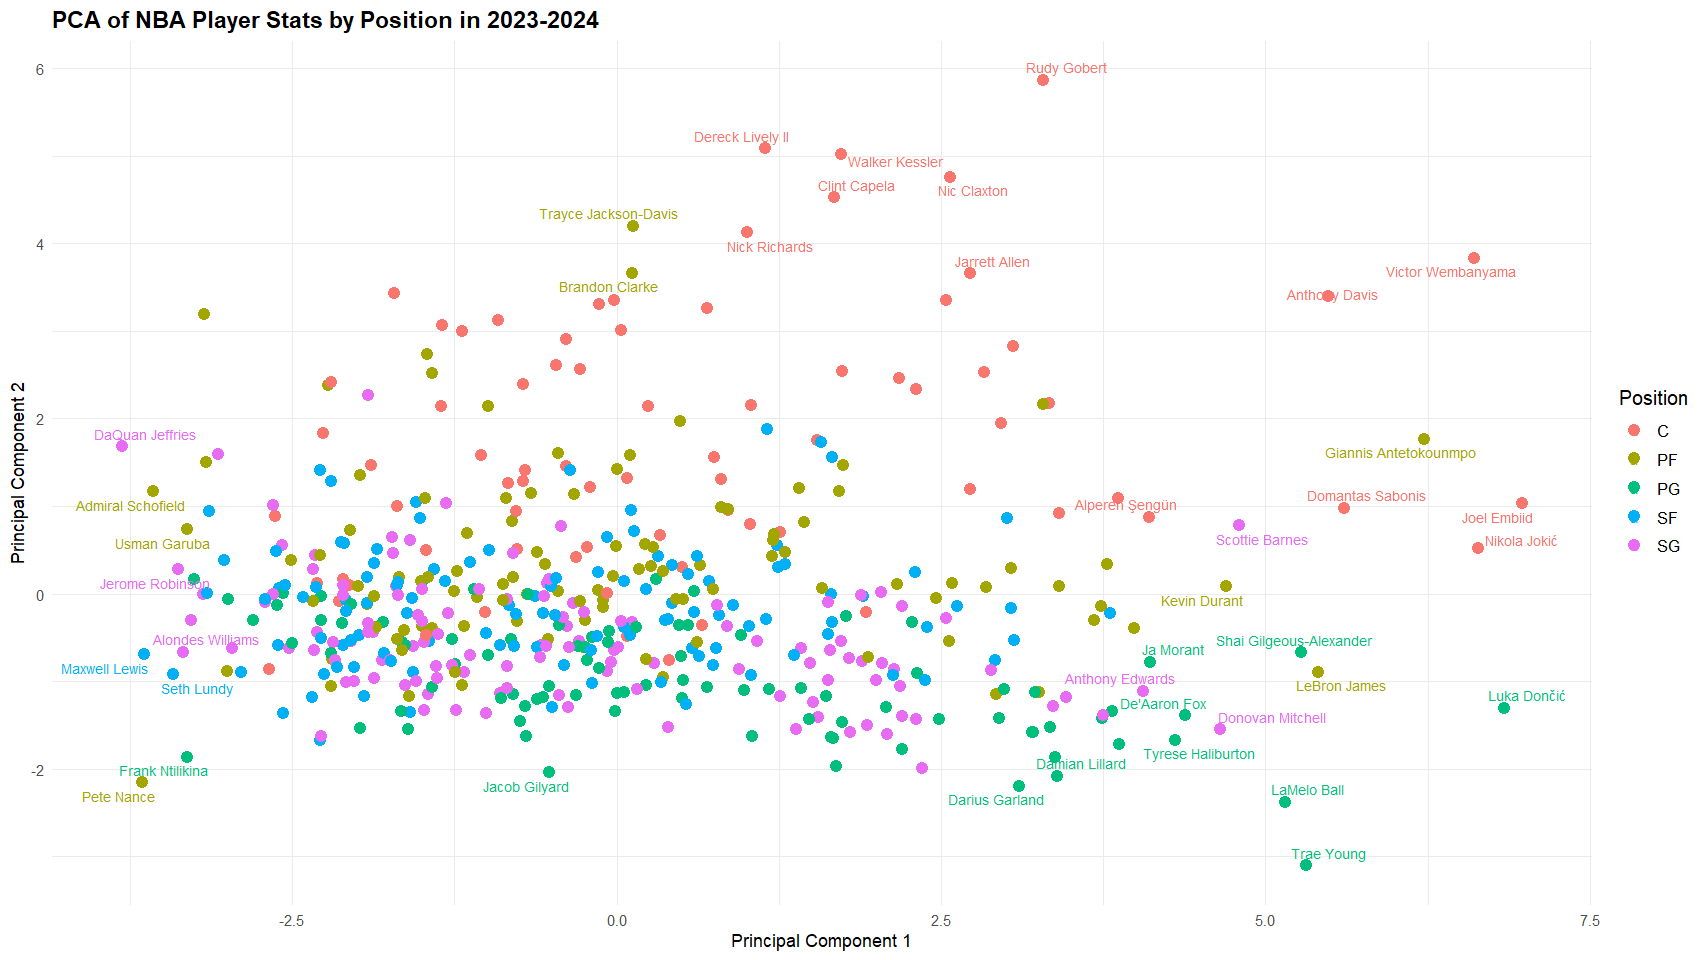 PCA of NBA Player Stats by Position in 2023-2024
6
Rudy Gobert
Dereck Lively II
Walker Kessler
Clint Capela
Nic Claxton
Trayce Jackson-Davis
4
Nick Richards
Jarrett Allen
Victor Wembanyama
Brandon Clarke
Anthony Davis
Principal Component 2
2
DaQuan Jeffries
Giannis Antetokounmpo
Admiral Schofield
Alperen Şengün
Domantas Sabonis
Joel Embiid
Usman Garuba
Scottie Barnes
Nikola Jokić
Jerome Robinson
0
Kevin Durant
Alondes Williams
Shai Gilgeous-Alexander
Ja Morant
Maxwell Lewis
Anthony Edwards
Seth Lundy
LeBron James
Luka Dončić
De'Aaron Fox
Donovan Mitchell
Tyrese Haliburton
Damian Lillard
-2
Frank Ntilikina
Jacob Gilyard
Pete Nance
Darius Garland
LaMelo Ball
Trae Young
-2.5
0.0
2.5
5.0
7.5
Principal Component 1
Position
C
PF
PG
SF
SG